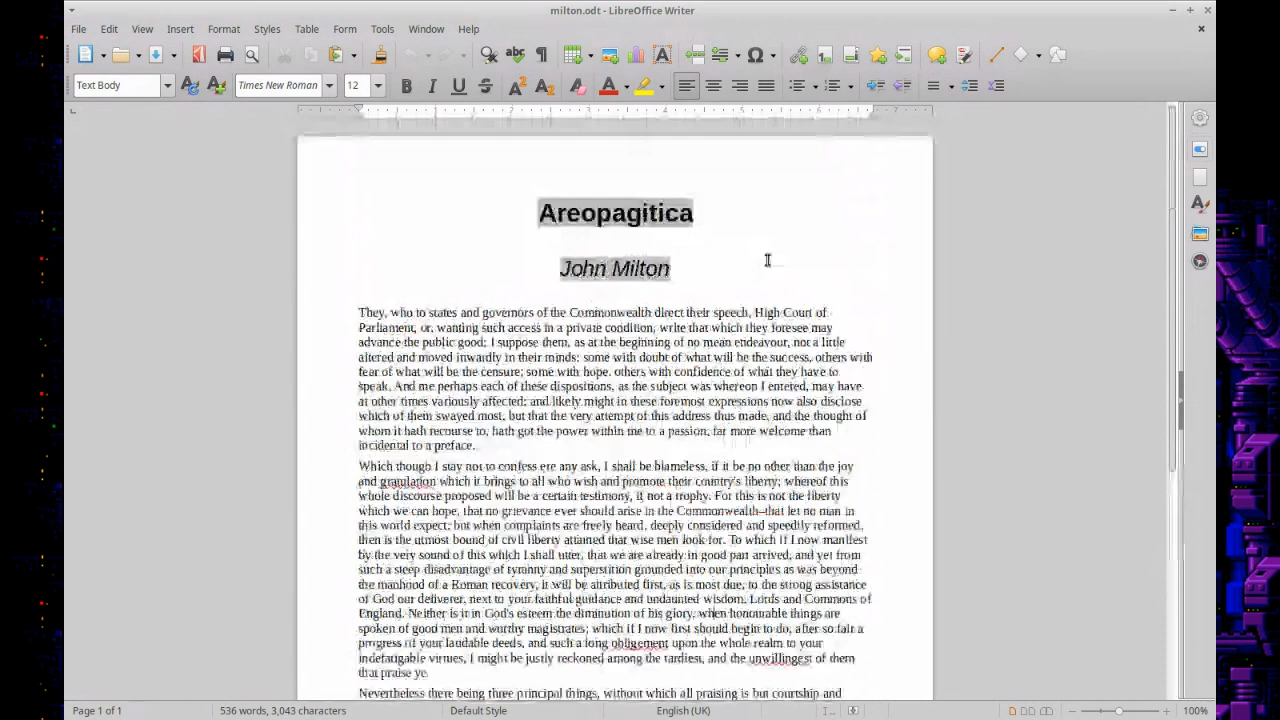 milton.odt - LibreOffice Writer
File Edit View Insert Format Styles Table Form Tools Window Help
Text Body Times New Roman 12
1 2 3 4 5 6 7
Areopagitica
John Milton
They, who to states and governors of the Commonwealth direct their speech, High Court of
Parliament, or, wanting such access in a private condition, write that which they foresee may
advance the public good; I suppose them, as at the beginning of no mean endeavour, not a little
altered and moved inwardly in their minds: some with doubt of what will be the success, others with
fear of what will be the censure; some with hope, others with confidence of what they have to
speak. And me perhaps each of these dispositions, as the subject was whereon I entered, may have
at other times variously affected; and likely might in these foremost expressions now also disclose
which of them swayed most, but that the very attempt of this address thus made, and the thought of
whom it hath recourse to, hath got the power within me to a passion, far more welcome than
incidental to a preface.
Which though I stay not to confess ere any ask, I shall be blameless, if it be no other than the joy
and gratulation which it brings to all who wish and promote their country's liberty; whereof this
whole discourse proposed will be a certain testimony, if not a trophy. For this is not the liberty
which we can hope, that no grievance ever should arise in the Commonwealth--that let no man in
this world expect; but when complaints are freely heard, deeply considered and speedily reformed,
then is the utmost bound of civil liberty attained that wise men look for. To which if I now manifest
by the very sound of this which I shall utter, that we are already in good part arrived, and yet from
such a steep disadvantage of tyranny and superstition grounded into our principles as was beyond
the manhood of a Roman recovery, it will be attributed first, as is most due, to the strong assistance
of God our deliverer, next to your faithful guidance and undaunted wisdom, Lords and Commons of
England. Neither is it in God's esteem the diminution of his glory, when honourable things are
spoken of good men and worthy magistrates; which if I now first should begin to do, after so fair a
progress of your laudable deeds, and such a long obligement upon the whole realm to your
indefatigable virtues, I might be justly reckoned among the tardiest, and the unwillingest of them
that praise ye.
Nevertheless there being three principal things, without which all praising is but courtship and
Page 1 of 1 536 words, 3,043 characters Default Style English (UK) 100%